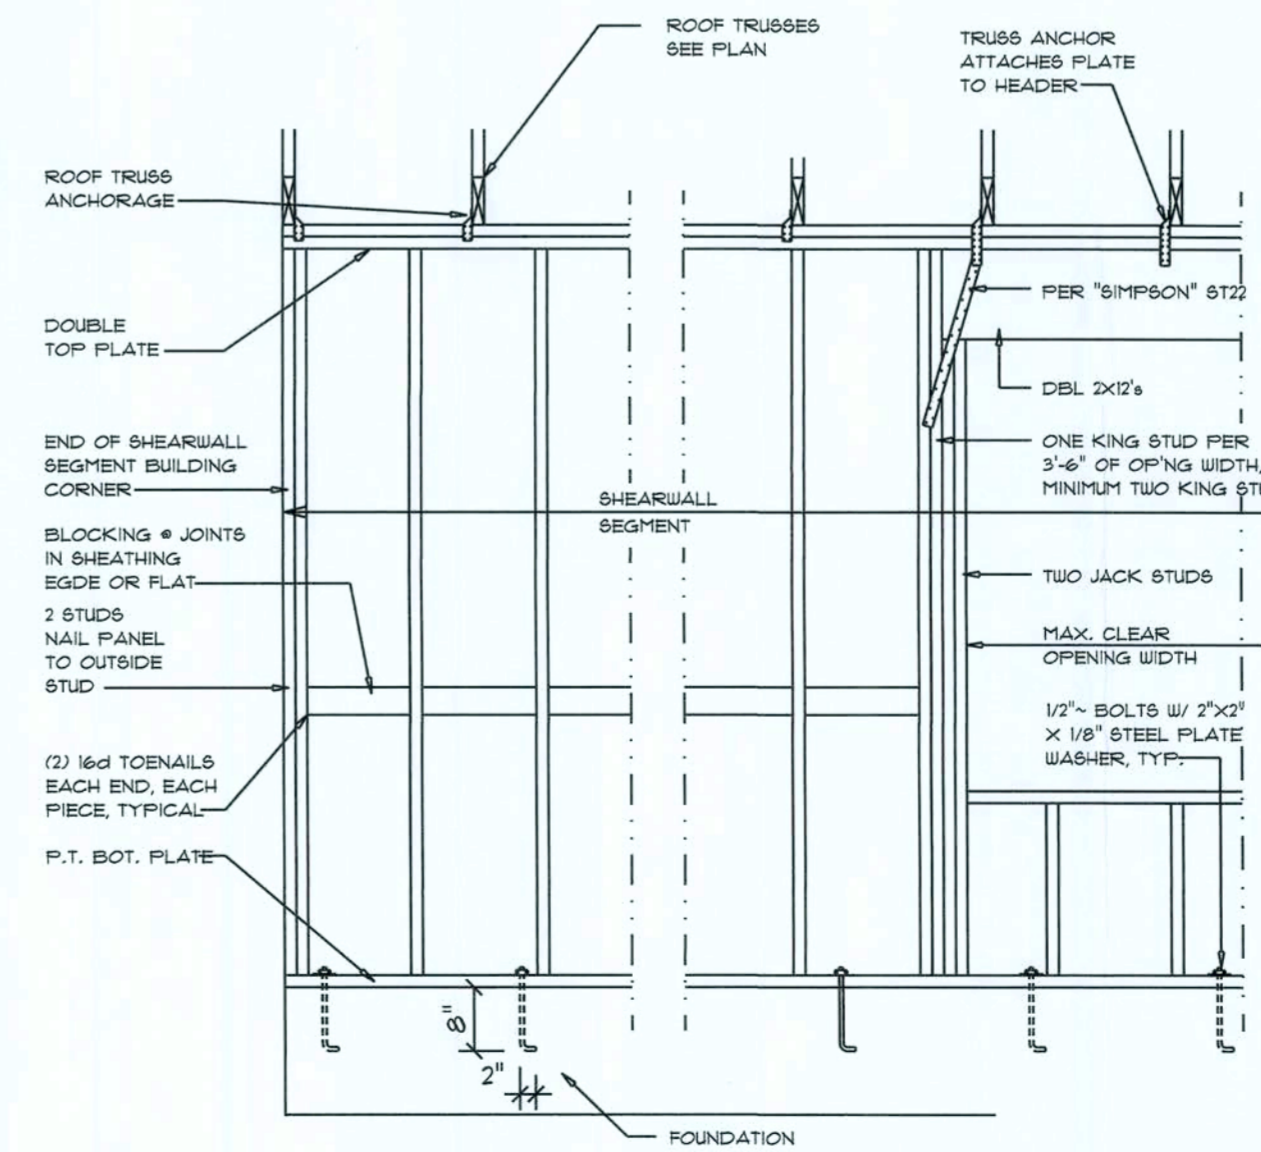 ROOF TRUSSES
SEE PLAN
TRUSS ANCHOR
ATTACHES PLATE
TO HEADER
ROOF TRUSS
ANCHORAGE
PER "SIMPSON" ST22
DOUBLE
TOP PLATE
DBL 2X12's
END OF SHEARWALL
SEGMENT BUILDING
CORNER
ONE KING STUD PER
3'-6" OF OP'NG WIDTH,
MINIMUM TWO KING
SHEARWALL
SEGMENT
BLOCKING @ JOINTS
IN SHEATHING
EGDE OR FLAT
TWO JACK STUDS
2 STUDS
NAIL PANEL
TO OUTSIDE
STUD
MAX. CLEAR
OPENING WIDTH
1/2"~ BOLTS W/ 2"X2"
X 1/8" STEEL PLATE
WASHER, TYP.
(2) 16d TOENAILS
EACH END, EACH
PIECE, TYPICAL
P.T. BOT. PLATE
8"
2"
FOUNDATION